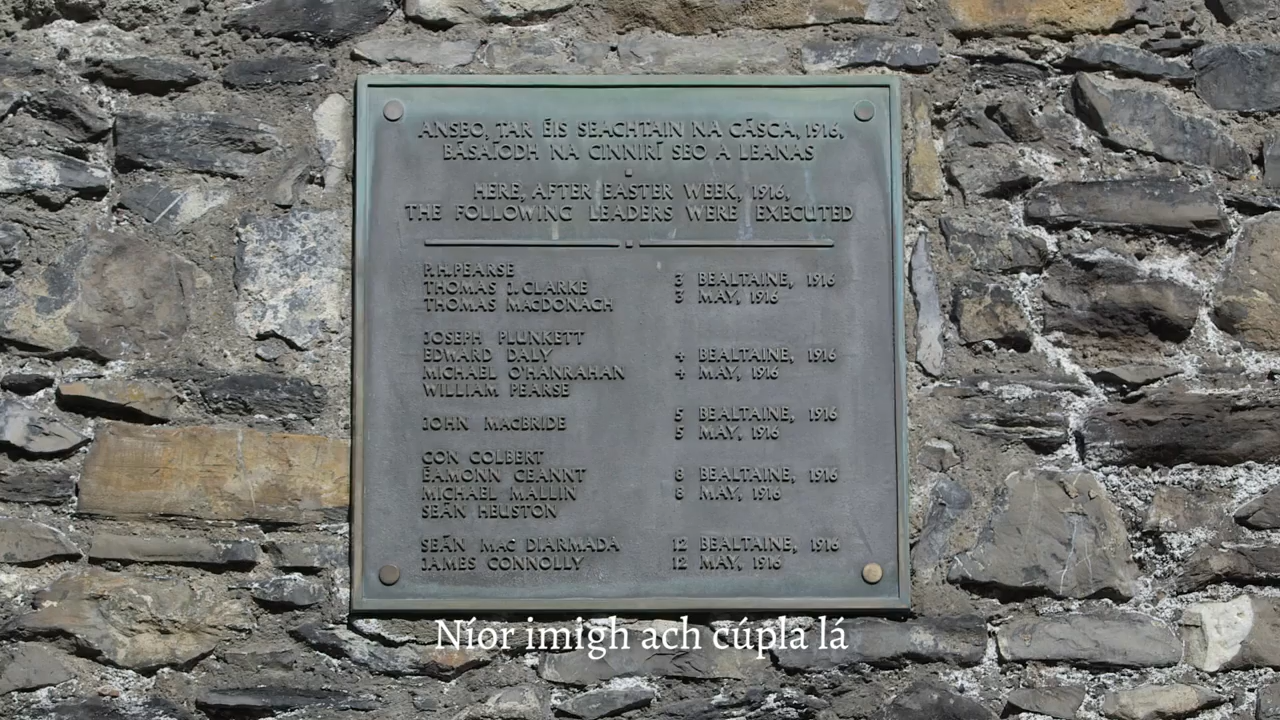 ANSEO, TAR ÉIS SEACHTAIN NA CÁSCA, 1916,
BÁSAÍODH NA CINNIRÍ SEO A LEANAS
HERE, AFTER EASTER WEEK, 1916,
THE FOLLOWING LEADERS WERE EXECUTED
P.H. PEARSE
THOMAS J. CLARKE
THOMAS MACDONAGH
3 BEALTAINE, 1916
3 MAY, 1916
JOSEPH PLUNKETT
EDWARD DALY
MICHAEL O'HANRAHAN
WILLIAM PEARSE
4 BEALTAINE, 1916
4 MAY, 1916
JOHN MACBRIDE
5 BEALTAINE, 1916
5 MAY, 1916
CON COLBERT
ÉAMONN CEANNT
MICHAEL MALLIN
SEÁN HEUSTON
8 BEALTAINE, 1916
8 MAY, 1916
SEÁN MAC DIARMADA
JAMES CONNOLLY
12 BEALTAINE, 1916
12 MAY, 1916
Níor imigh ach cúpla lá